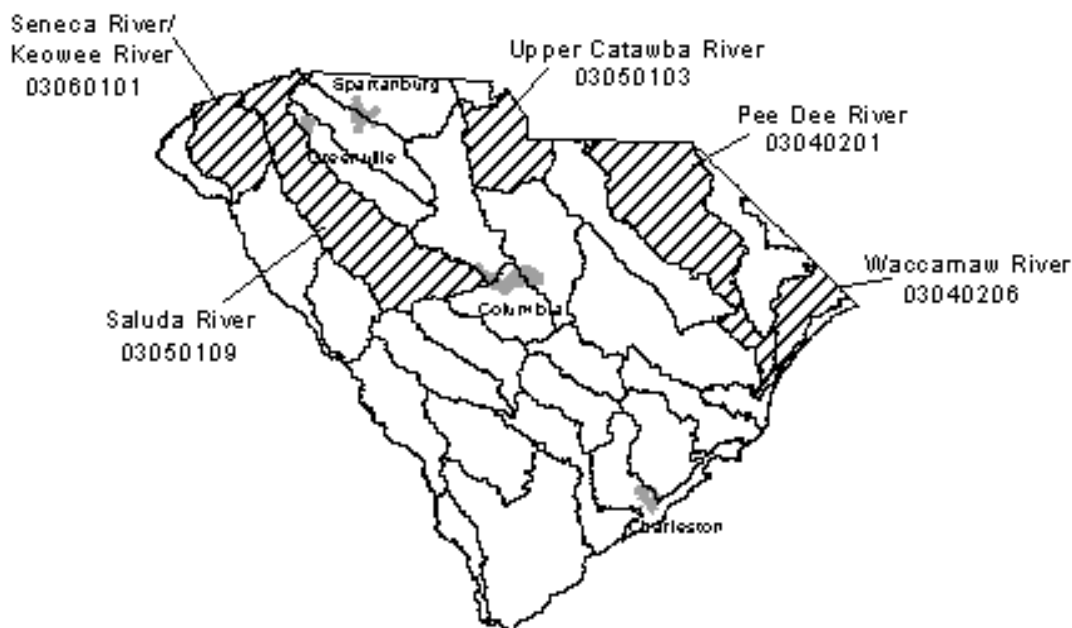 Seneca River/
Keowee River
03060101
Upper Catawba River
03050103
Spartanburg
Pee Dee River
03040201
Greenville
Waccamaw River
03040206
Columbia
Saluda River
03050109
Charleston